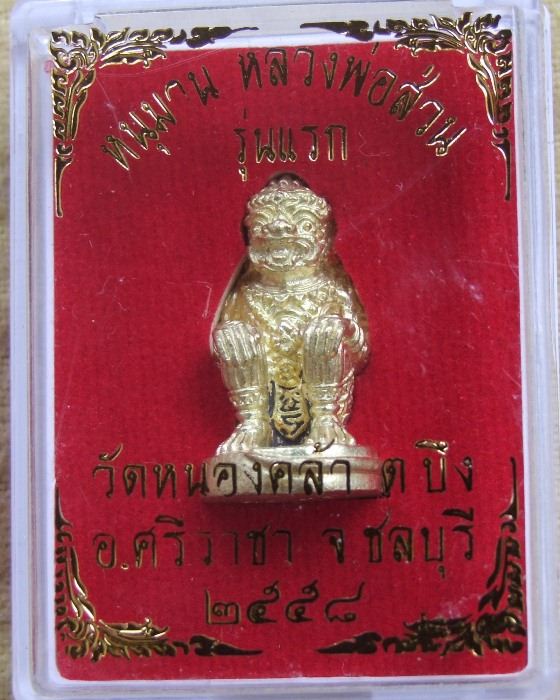 หนุมาน หลวงพ่อส้วน
รุ่นแรก
วัดหนองคล้า ต บึง
อ.ศรีราชา จ ชลบุรี
๒๕๕๘